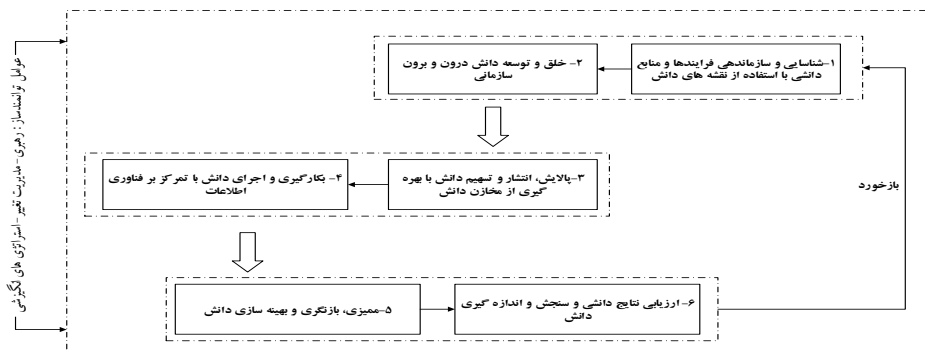 ۱-شناسایی و سازماندهی فرایندها و منابع
دانشی با استفاده از نقشه های دانش
۲- خلق و توسعه دانش درون و برون
سازمانی
۳-پالایش، انتشار و تسهیم دانش با بهره
گیری از مخازن دانش
۴- بکارگیری و اجرای دانش با تمرکز بر فناوری
اطلاعات
۵-ممیزی، بازنگری و بهینه سازی دانش
۶- ارزیابی نتایج دانشی و سنجش و اندازه گیری
دانش
بازخورد
عوامل توانمندساز: رهبری-مدیریت تغییر-استراتژی های انگیزشی